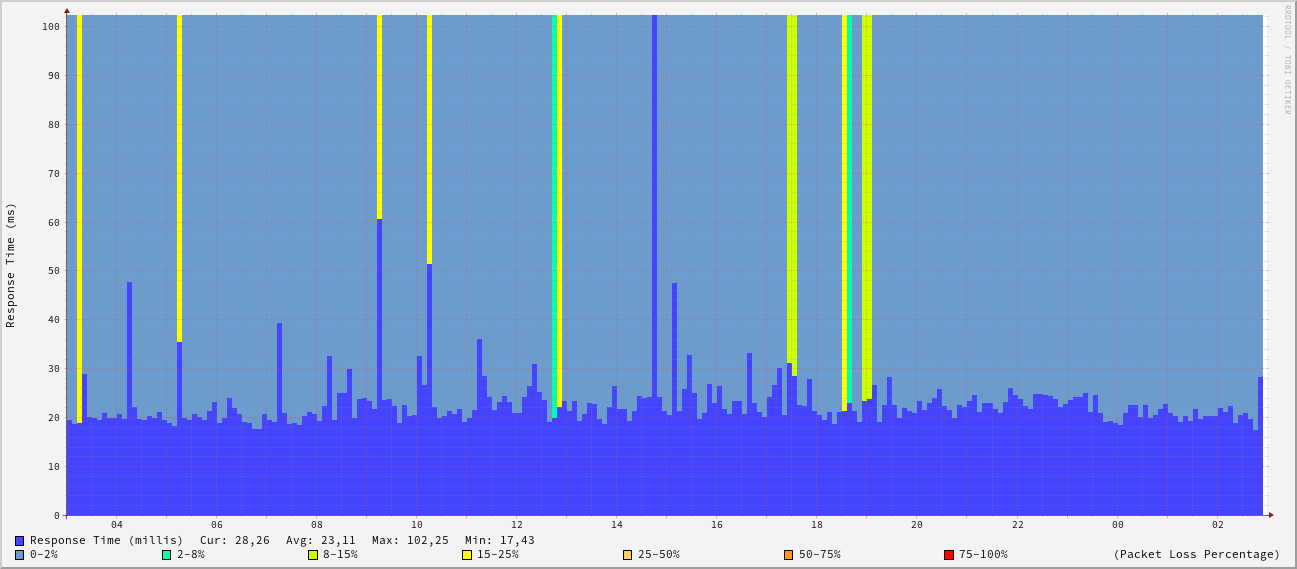 RRDTOOL / TOBI OETIKER
Response Time (ms)
100
90
80
70
60
50
40
30
20
10
0
04 06 08 10 12 14 16 18 20 22 00 02
Response Time (millis) Cur: 28,26 Avg: 23,11 Max: 102,25 Min: 17,43
0-2% 2-8% 8-15% 15-25% 25-50% 50-75% 75-100% (Packet Loss Percentage)